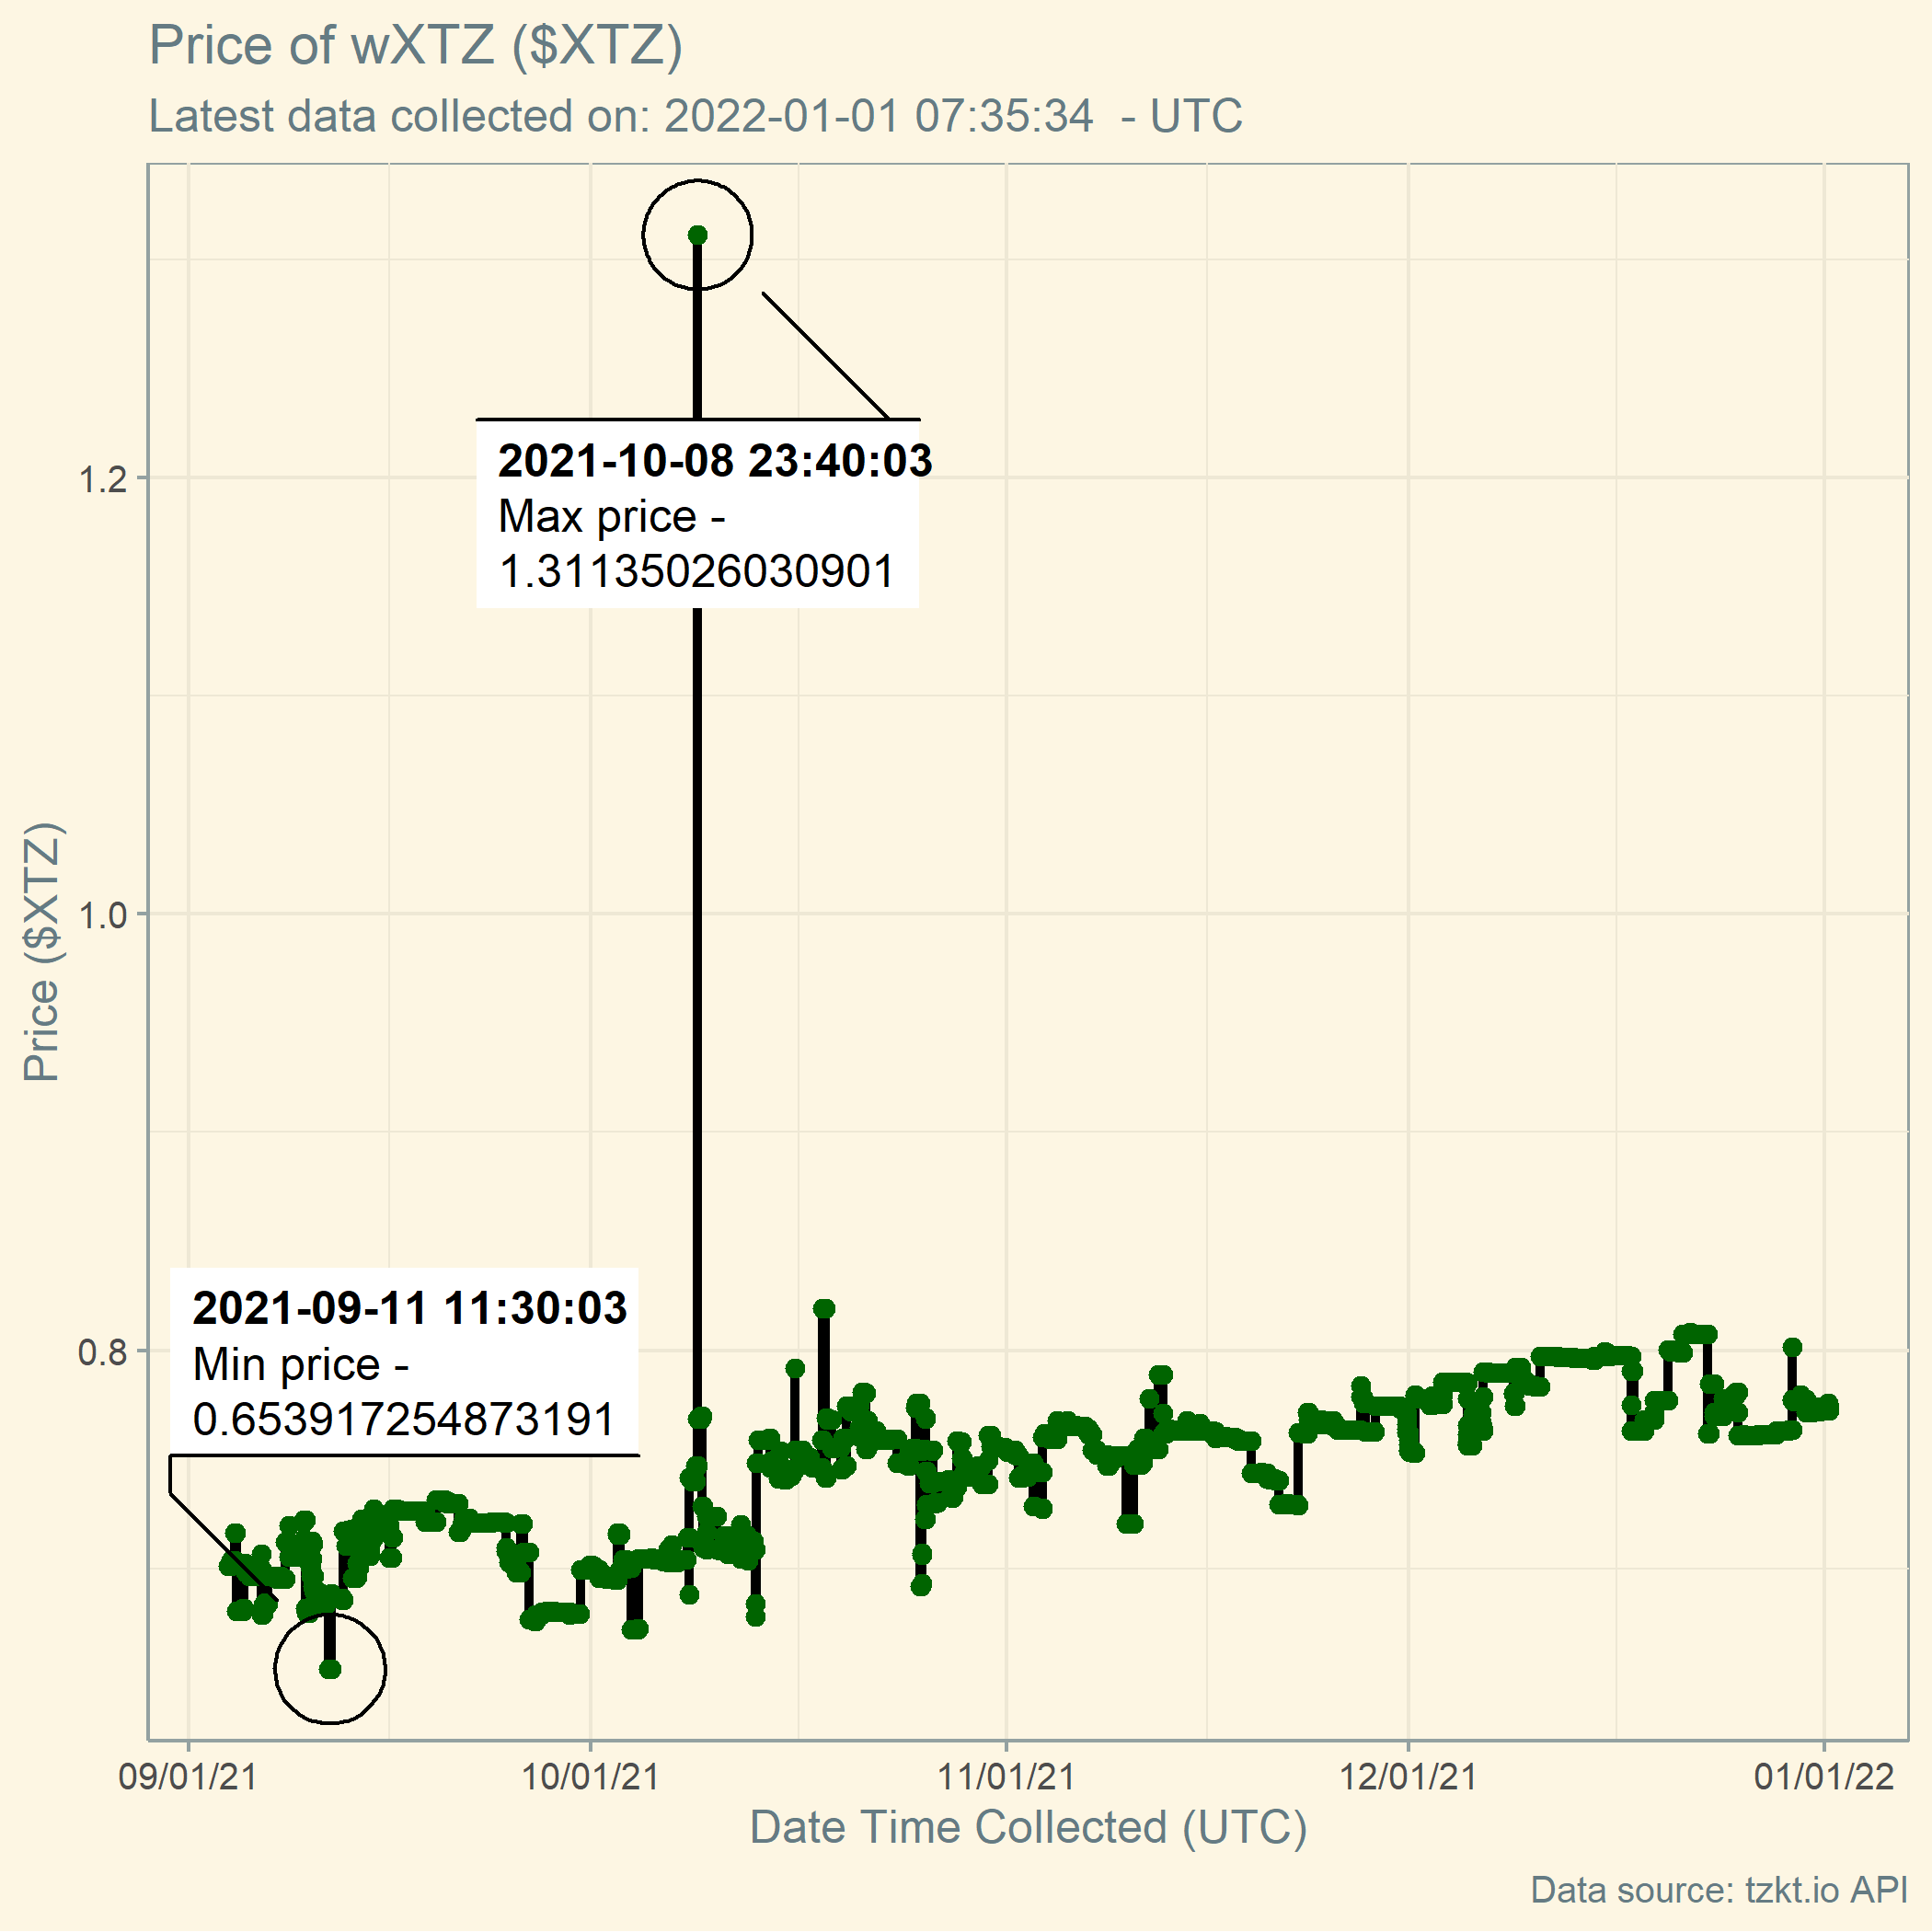 Price of wXTZ ($XTZ)
Latest data collected on: 2022-01-01 07:35:34  - UTC
2021-10-08 23:40:03
Max price -
1.31135026030901
1.2
1.0
0.8
Price ($XTZ)
2021-09-11 11:30:03
Min price -
0.653917254873191
09/01/21
10/01/21
11/01/21
12/01/21
01/01/22
Date Time Collected (UTC)
Data source: tzkt.io API